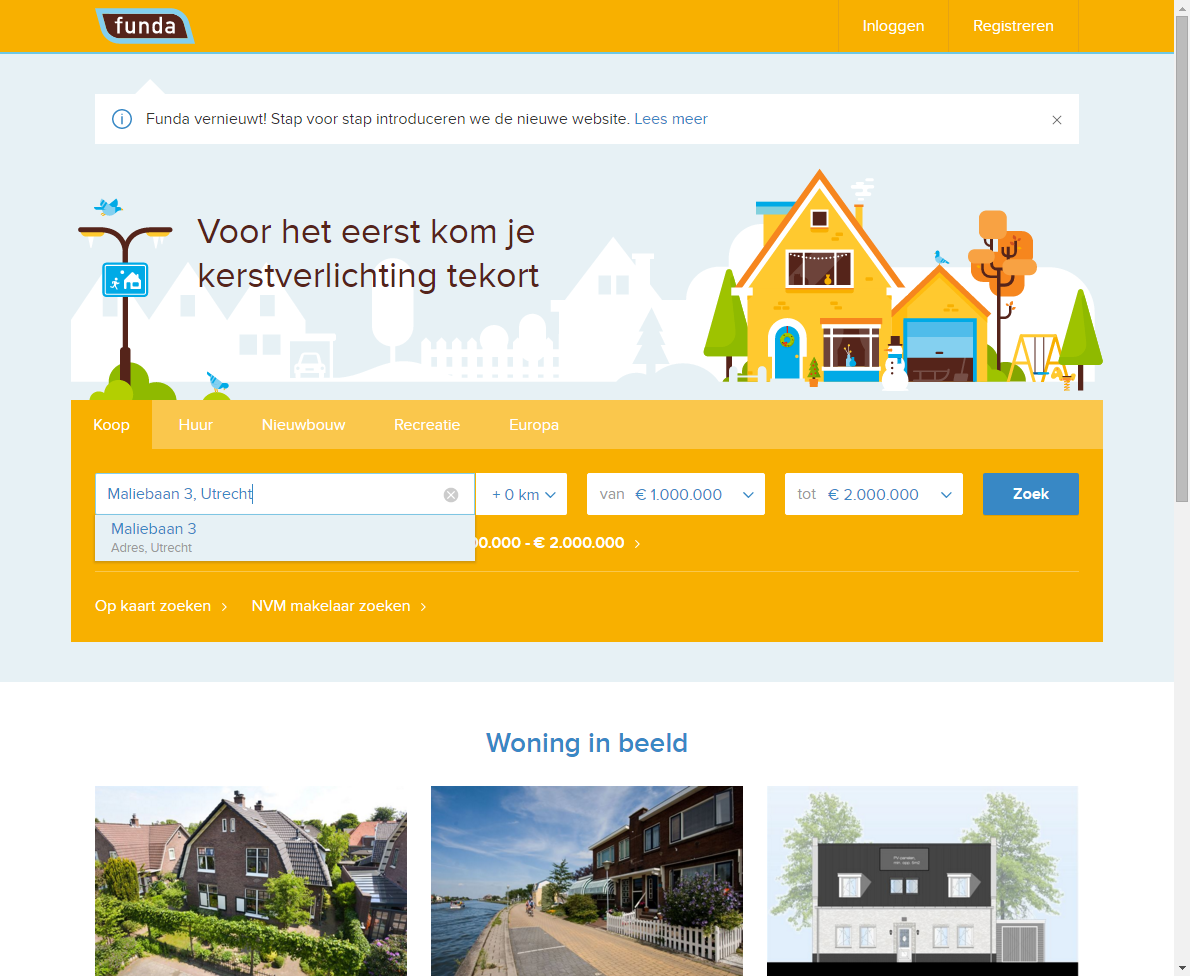 funda
Inloggen
Registreren
Funda vernieuwt! Stap voor stap introduceren we de nieuwe website. Lees meer
Voor het eerst kom je
kerstverlichting tekort
Koop
Huur
Nieuwbouw
Recreatie
Europa
Maliebaan 3, Utrecht
+ 0 km
van € 1.000.000
tot € 2.000.000
Zoek
Maliebaan 3
Adres, Utrecht
00.000 - € 2.000.000
Op kaart zoeken
NVM makelaar zoeken
Woning in beeld